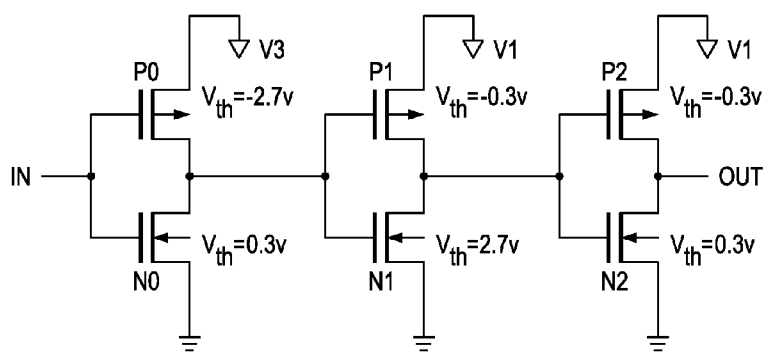 V3 V1 V1
P0 P1 P2
Vth=-2.7v Vth=-0.3v Vth=-0.3v
IN OUT
Vth=0.3v Vth=2.7v Vth=0.3v
N0 N1 N2